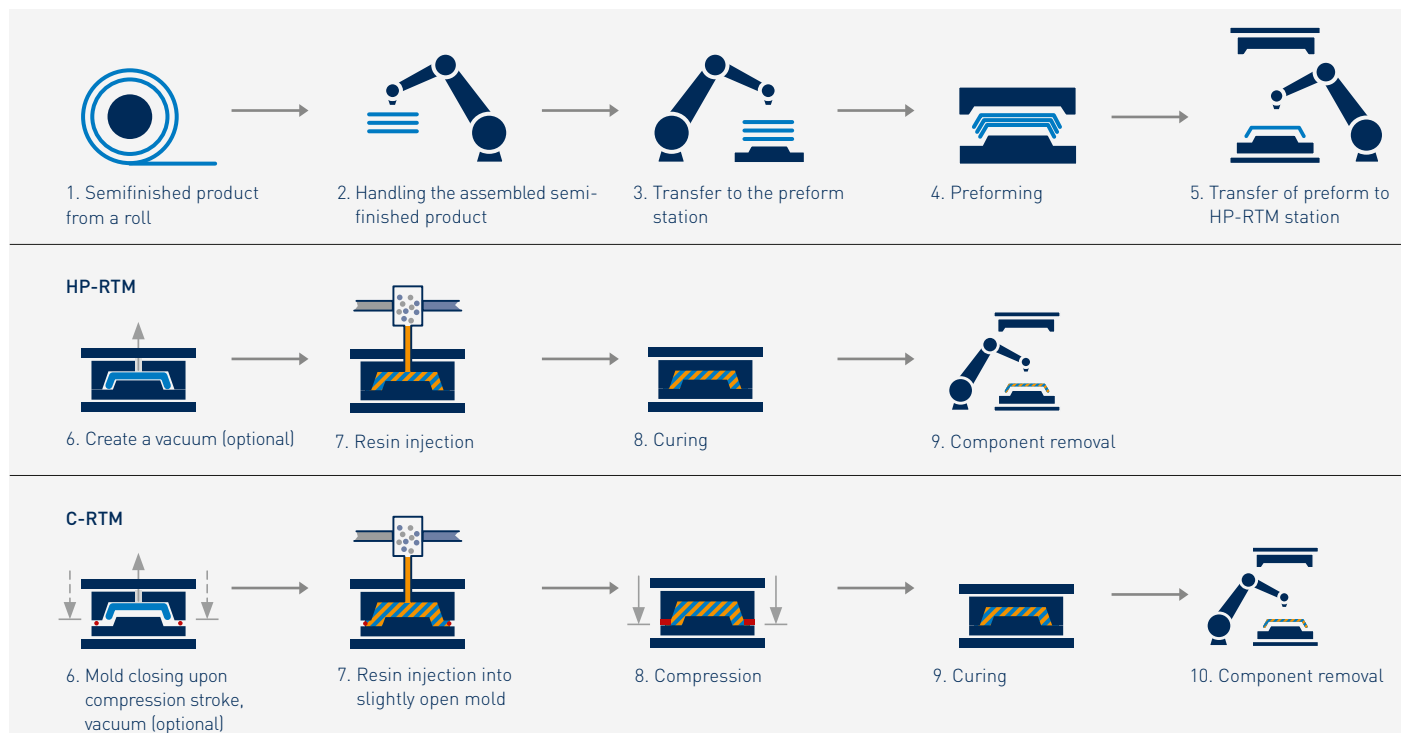 1. Semifinished product
from a roll
2. Handling the assembled semi-
finished product
3. Transfer to the preform
station
4. Preforming
5. Transfer of preform to
HP-RTM station
HP-RTM
6. Create a vacuum (optional)
7. Resin injection
8. Curing
9. Component removal
C-RTM
6. Mold closing upon
compression stroke,
vacuum (optional)
7. Resin injection into
slightly open mold
8. Compression
9. Curing
10. Component removal